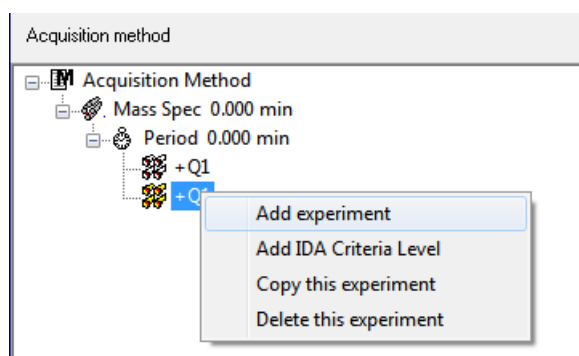 Acquisition method
Acquisition Method
Mass Spec 0.000 min
Period 0.000 min
+Q1
+Q1
Add experiment
Add IDA Criteria Level
Copy this experiment
Delete this experiment